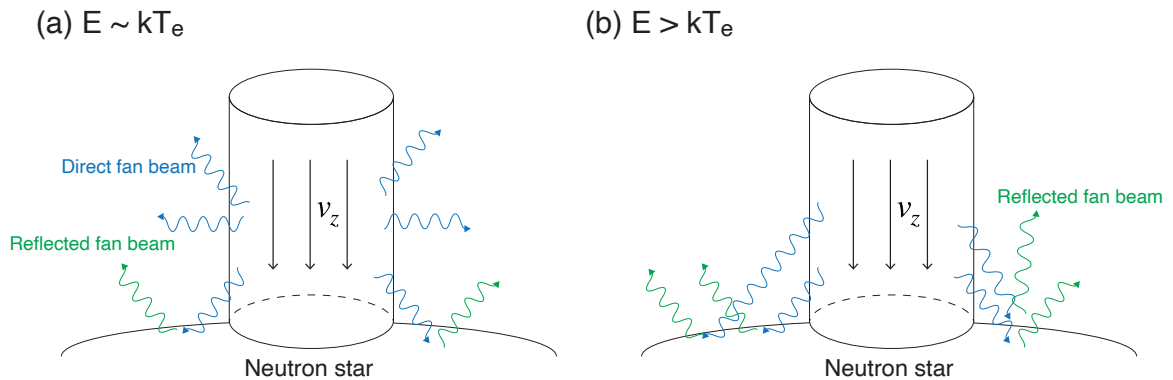 (a) E ~ kTe
(b) E > kTe
Direct fan beam
vz
Reflected fan beam
Neutron star
Reflected fan beam
vz
Neutron star